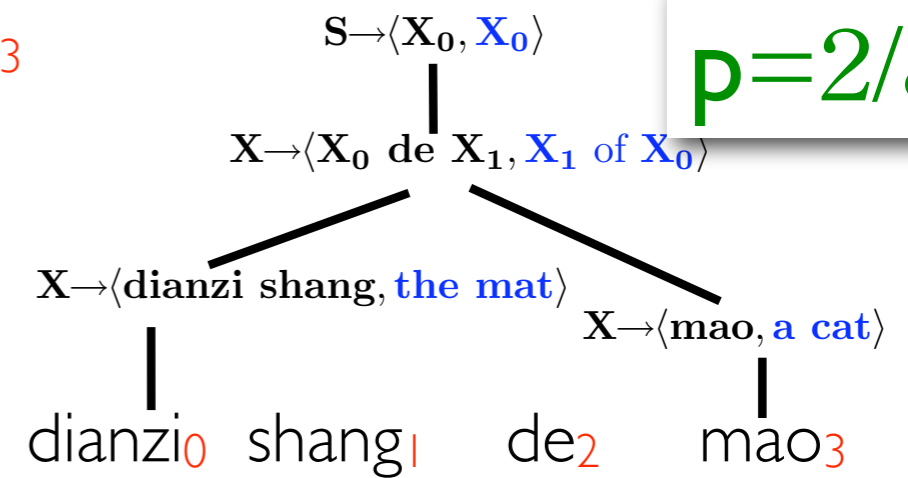 3
S→⟨X₀, X₀⟩
p=2/
X→⟨X₀ de X₁, X₁ of X₀⟩
X→⟨dianzi shang, the mat⟩
X→⟨mao, a cat⟩
dianzi₀ shang₁ de₂ mao₃